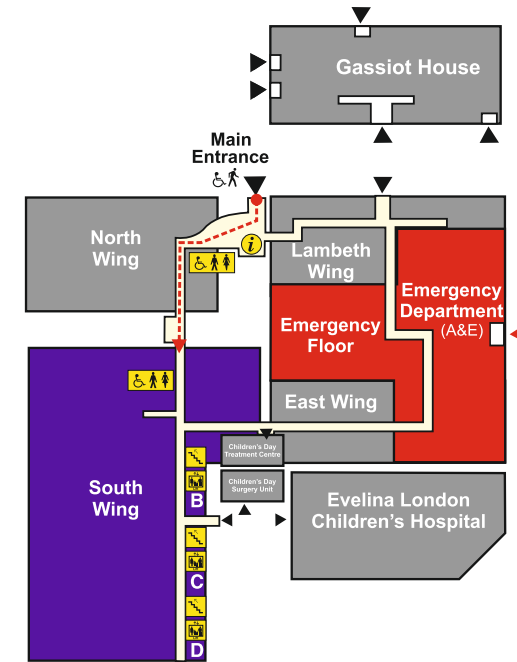 Gassiot House
Main
Entrance
North
Wing
i
Lambeth
Wing
Emergency
Department
(A&E)
Emergency
Floor
East Wing
Children's Day
Treatment Centre
Children's Day
Surgery Unit
South
Wing
B
Evelina London
Children's Hospital
C
D